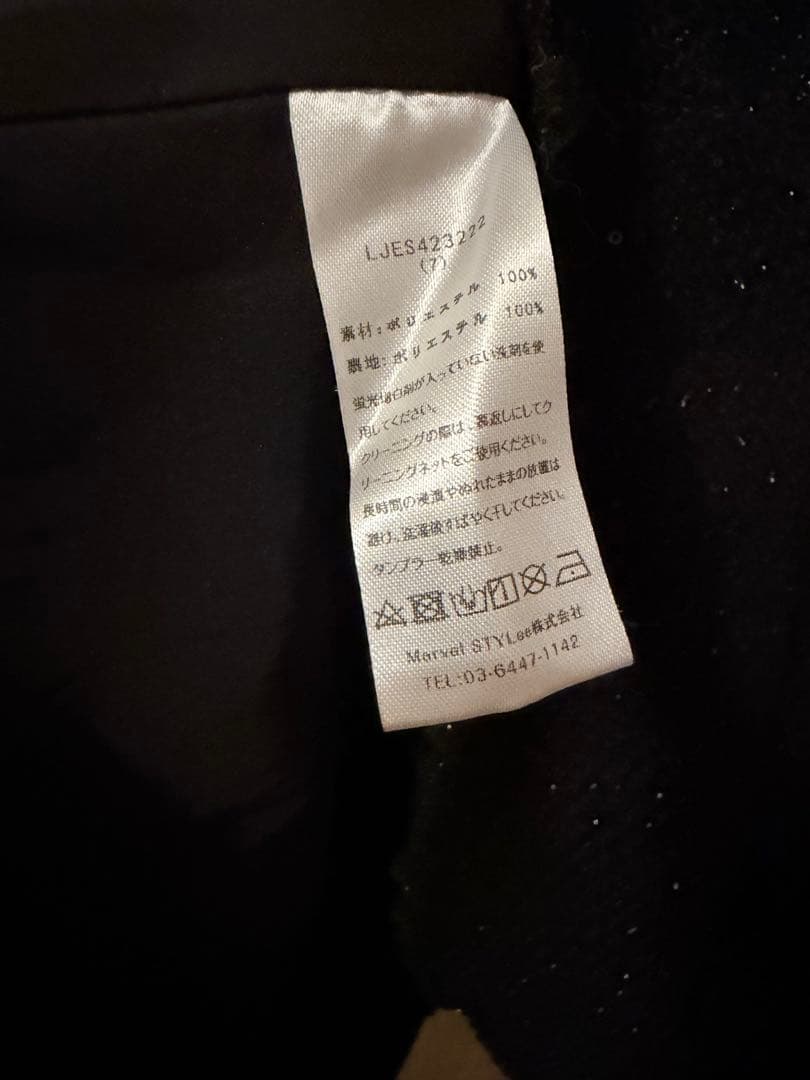 LJES423222
(7)
素材: ポリエステル 100%
裏地: ポリエステル 100%
蛍光増白剤が入っていない洗剤を使
用してください。
クリーニングの際は、裏返しにしてク
リーニングネットをご使用ください。
長時間の浸漬やぬれたままの放置は
避け、洗濯後すばやく干してください。
タンブラー乾燥禁止。
Marvel STYLee株式会社
TEL:03-6447-1142